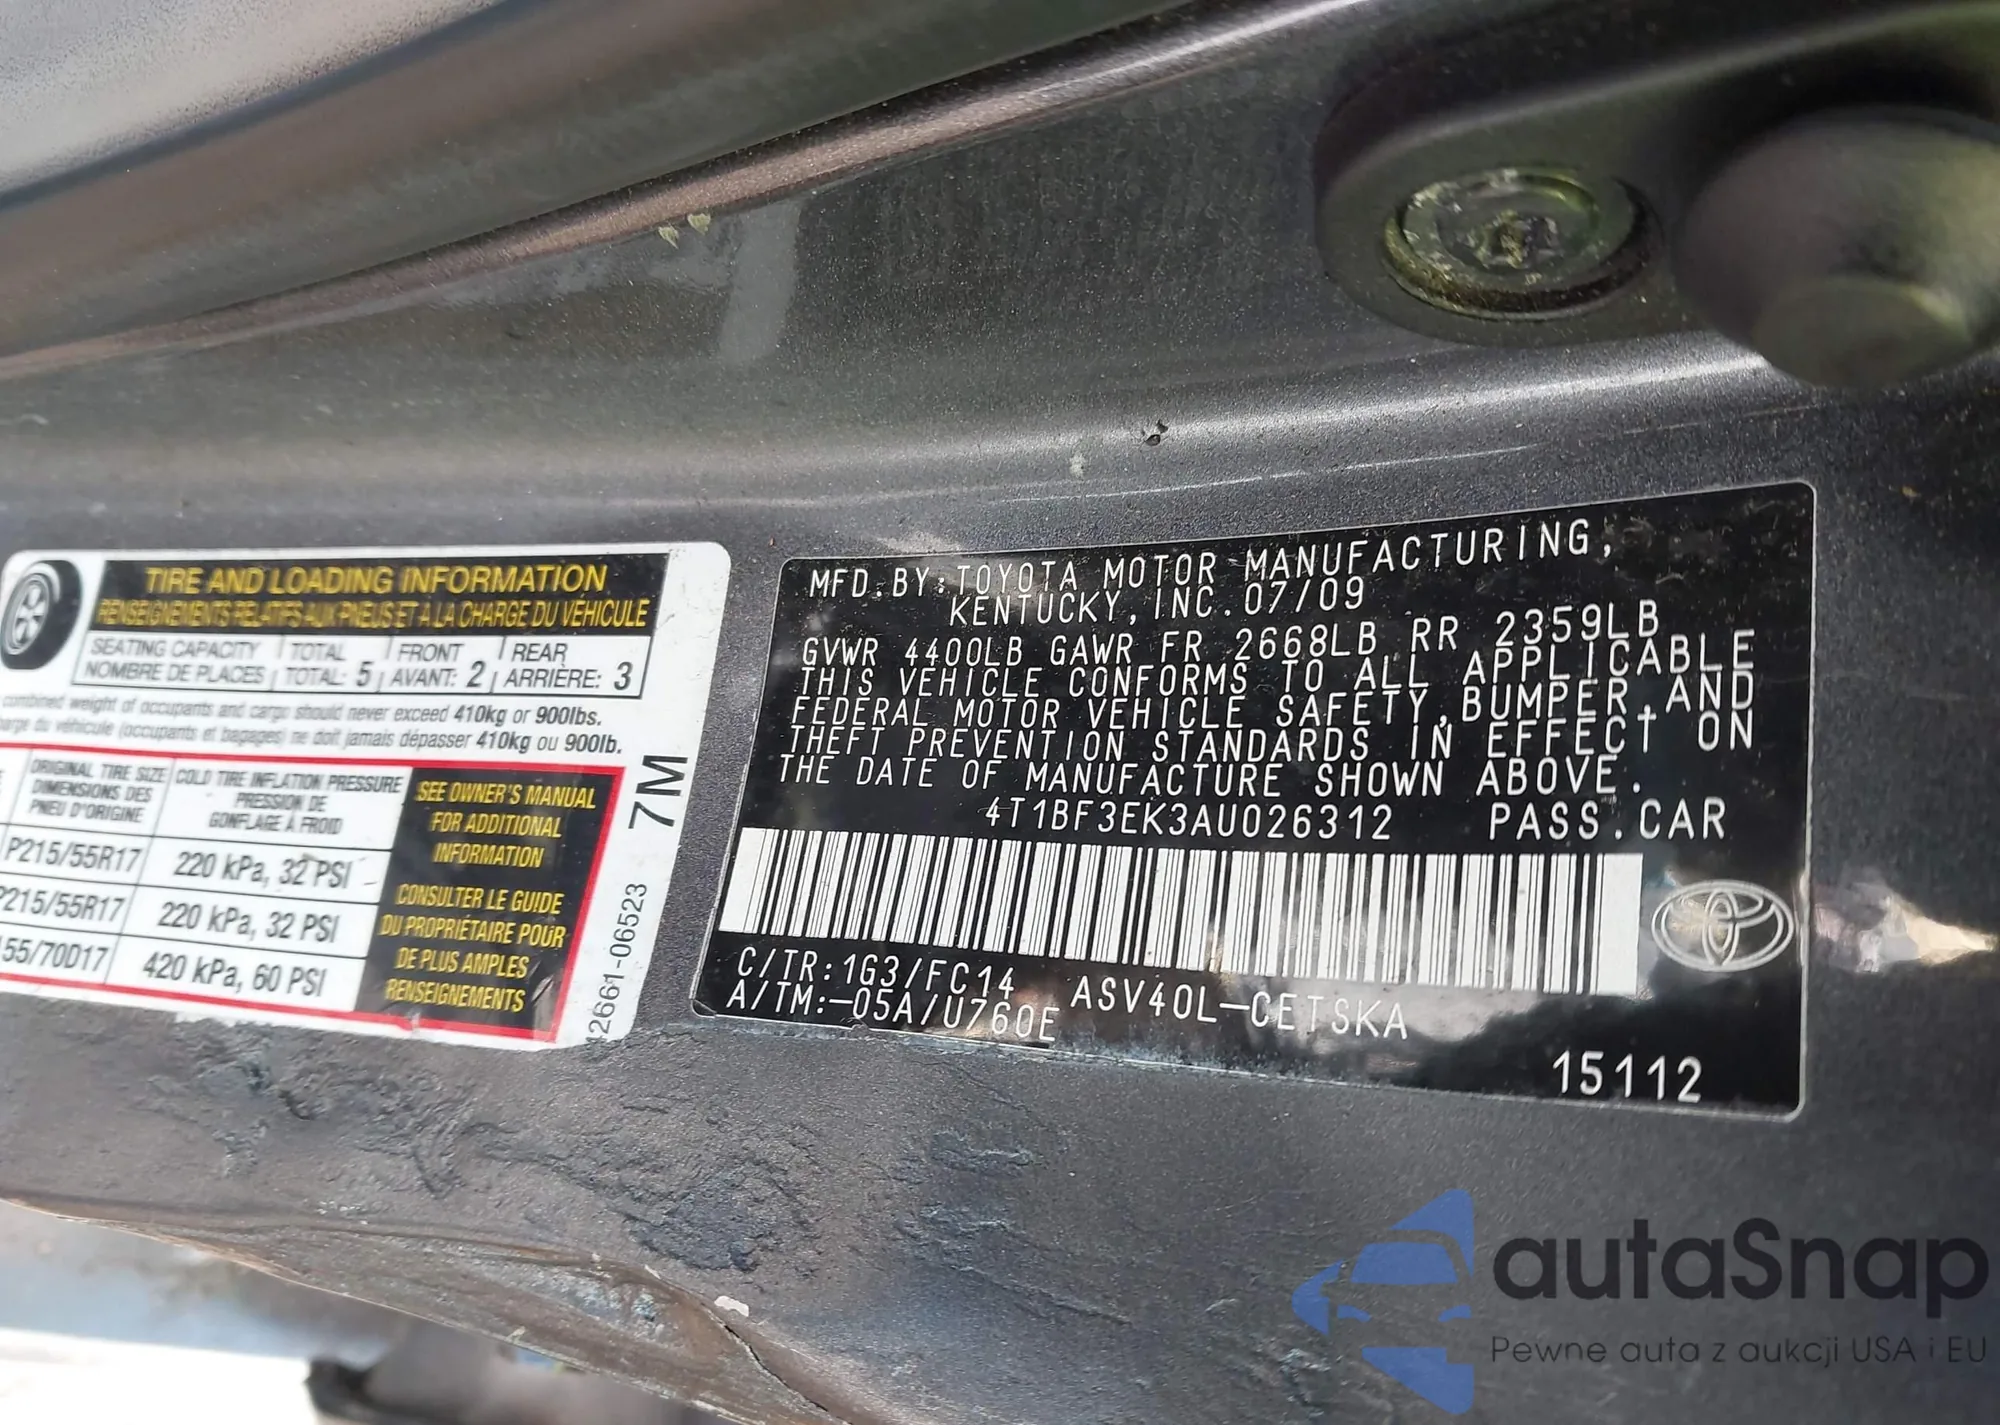 TIRE AND LOADING INFORMATION
RENSEIGNEMENTS RELATIFS AUX PNEUS ET À LA CHARGE DU VÉHICULE
SEATING CAPACITY TOTAL FRONT REAR
NOMBRE DE PLACES TOTAL: 5 AVANT: 2 ARRIÈRE: 3
combined weight of occupants and cargo should never exceed 410kg or 900lbs.
du véhicule (occupants et bagages) ne doit jamais dépasser 410kg ou 900lb.
ORIGINAL TIRE SIZE
DIMENSIONS DES
PNEU D'ORIGINE
COLD TIRE INFLATION PRESSURE
PRESSION DE
GONFLAGE À FROID
P215/55R17 220 kPa, 32 PSI
P215/55R17 220 kPa, 32 PSI
155/70D17 420 kPa, 60 PSI
SEE OWNER'S MANUAL
FOR ADDITIONAL
INFORMATION
CONSULTER LE GUIDE
DU PROPRIÉTAIRE POUR
DE PLUS AMPLES
RENSEIGNEMENTS
7M
42661-06523
MFD.BY:TOYOTA MOTOR MANUFACTURING,
KENTUCKY, INC. 07/09
GVWR 4400LB GAWR FR 2668LB RR 2359LB
THIS VEHICLE CONFORMS TO ALL APPLICABLE
FEDERAL MOTOR VEHICLE SAFETY, BUMPER, AND
THEFT PREVENTION STANDARDS IN EFFECT ON
THE DATE OF MANUFACTURE SHOWN ABOVE.
4T1BF3EK3AU026312 PASS.CAR
C/TR:1G3/FC14 ASV40L-CETSKA
A/TM:-05A/U760E
15112
autaSnap
Pewne auta z aukcji USA i EU